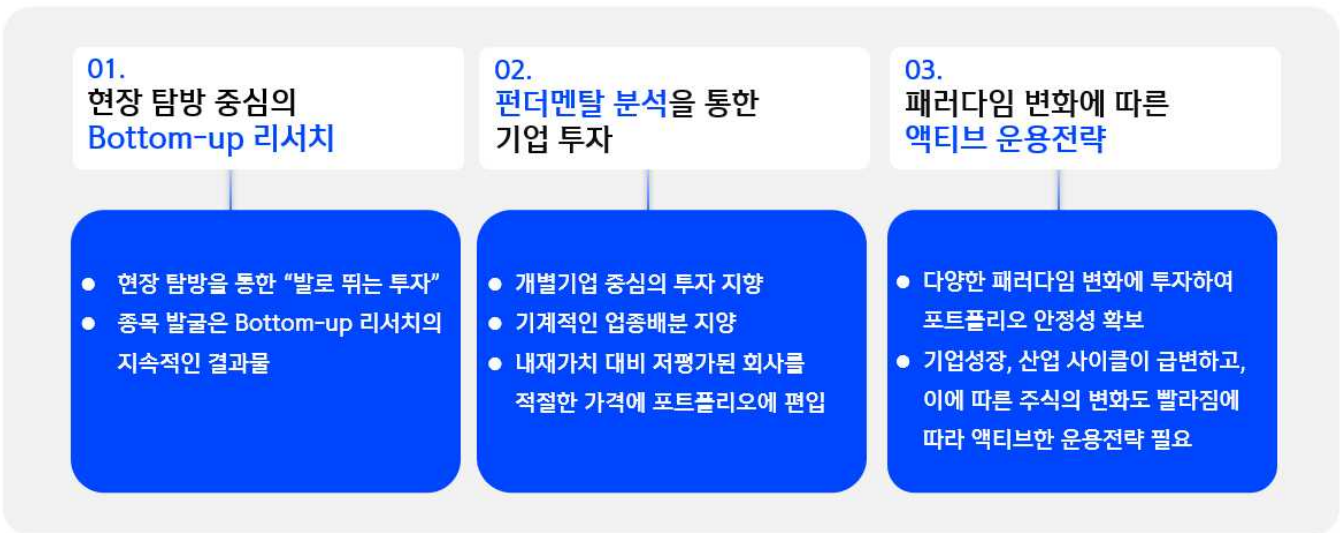 01.
현장 탐방 중심의
Bottom-up 리서치
● 현장 탐방을 통한 “발로 뛰는 투자”
● 종목 발굴은 Bottom-up 리서치의
지속적인 결과물
02.
펀더멘탈 분석을 통한
기업 투자
● 개별기업 중심의 투자 지향
● 기계적인 업종배분 지양
● 내재가치 대비 저평가된 회사를
적절한 가격에 포트폴리오에 편입
03.
패러다임 변화에 따른
액티브 운용전략
● 다양한 패러다임 변화에 투자하여
포트폴리오 안정성 확보
● 기업성장, 산업 사이클이 급변하고,
이에 따른 주식의 변화도 빨라짐에
따라 액티브한 운용전략 필요